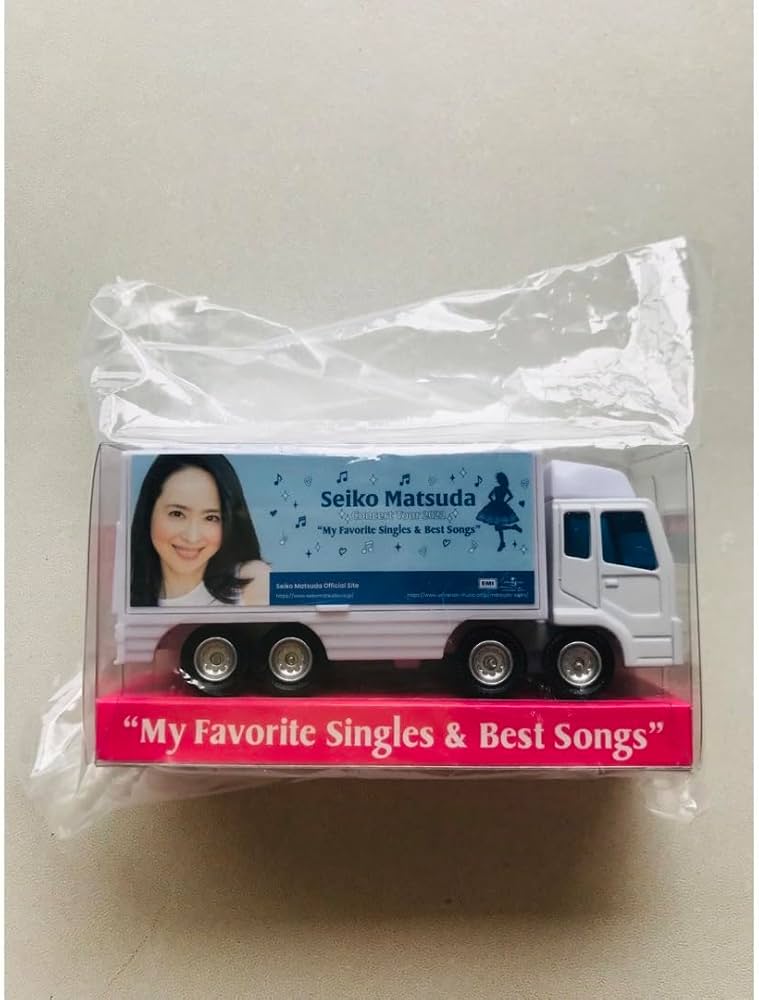 Seiko Matsuda
Concert Tour
"My Favorite Singles & Best Songs"
Seiko Matsuda Official Site
EMI
“My Favorite Singles & Best Songs”